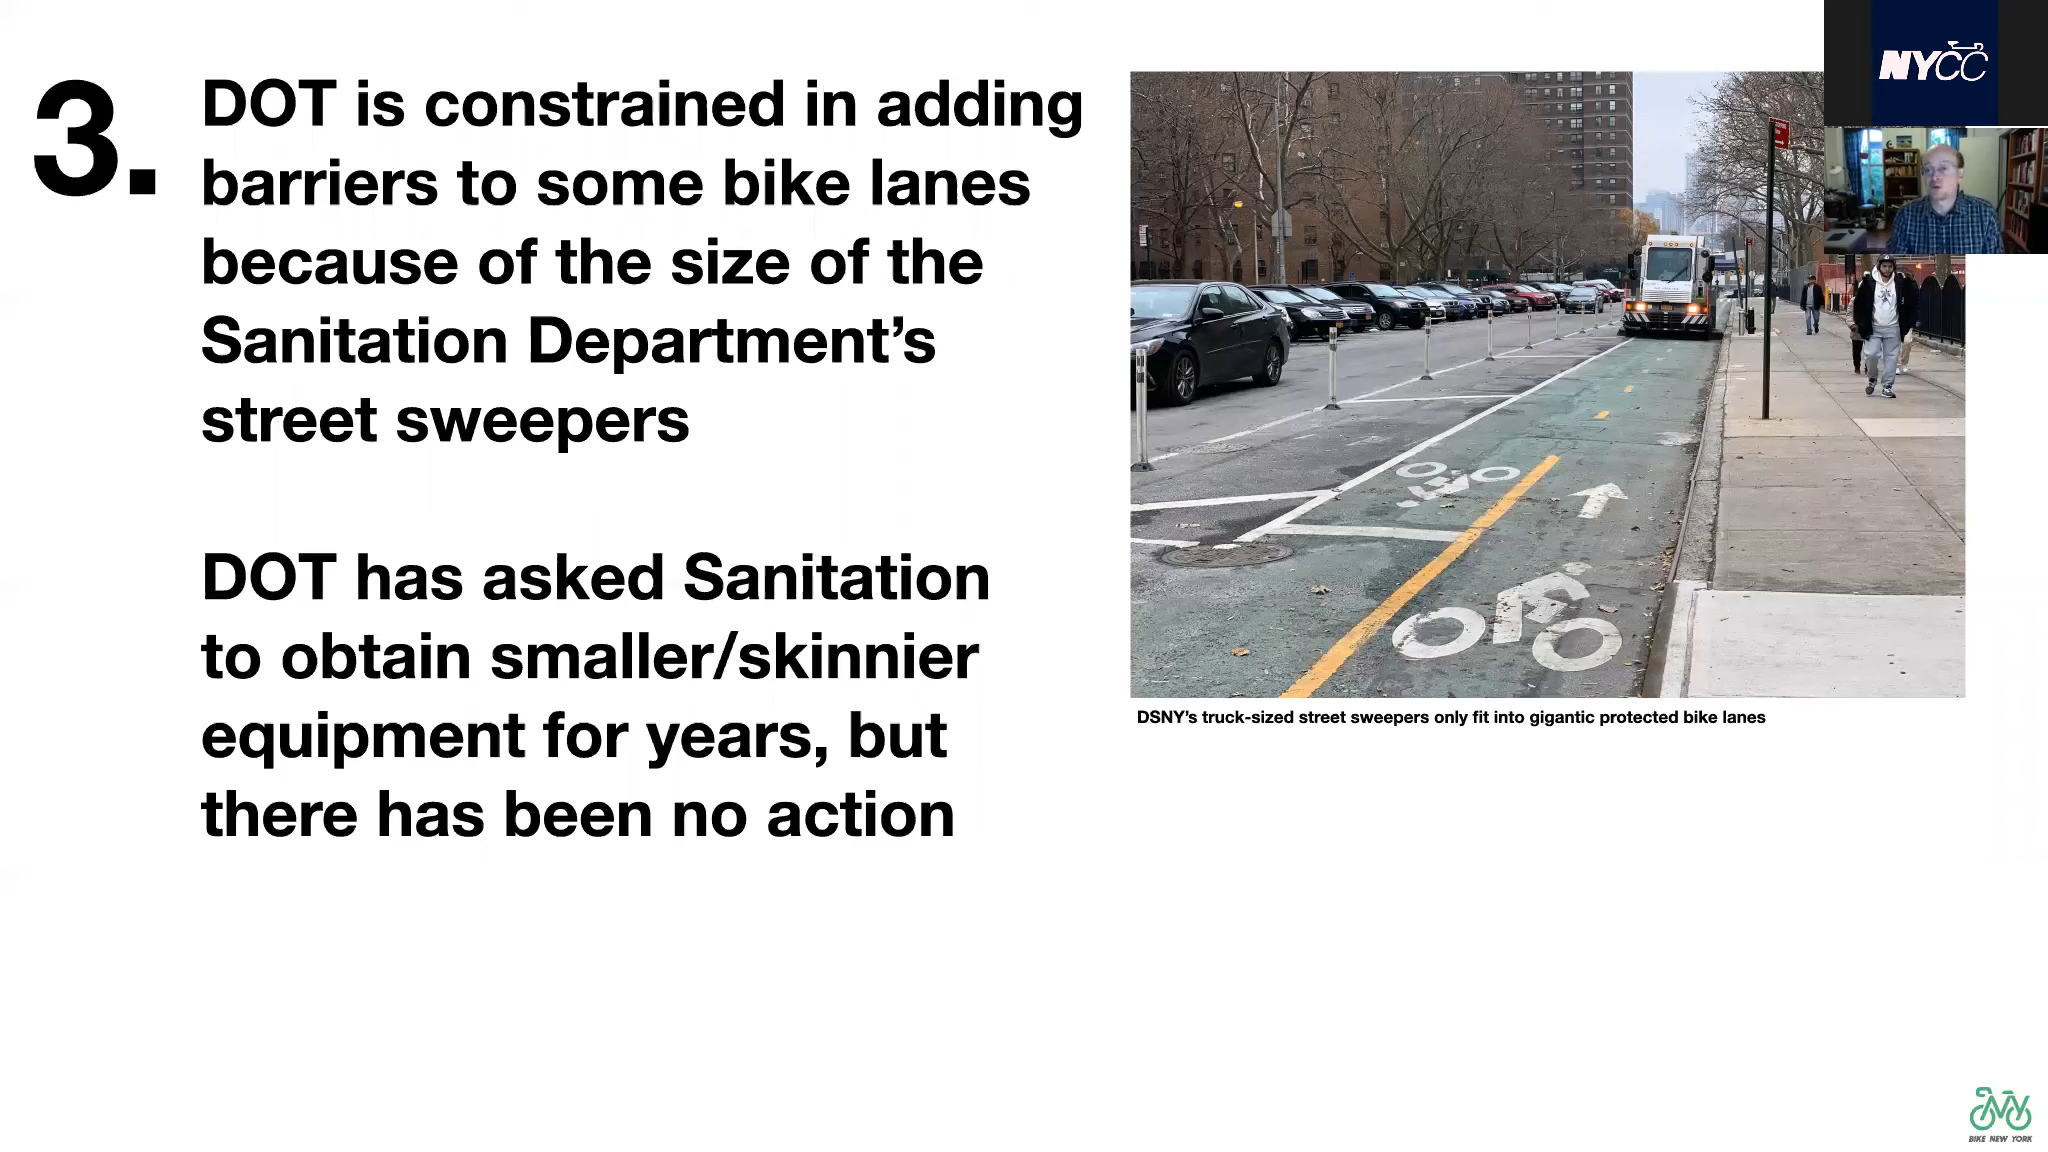 3.
DOT is constrained in adding
barriers to some bike lanes
because of the size of the
Sanitation Department’s
street sweepers
DOT has asked Sanitation
to obtain smaller/skinnier
equipment for years, but
there has been no action
NYCC
DSNY’s truck-sized street sweepers only fit into gigantic protected bike lanes
BIKE NEW YORK